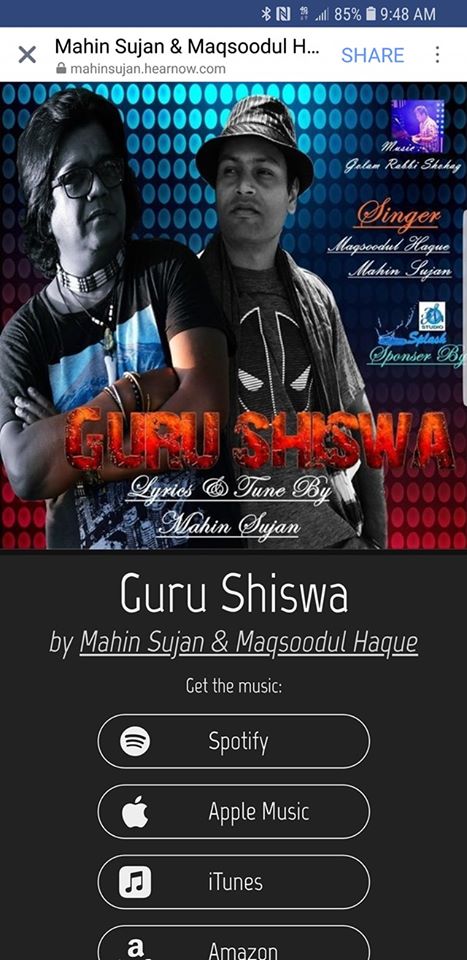 85% 9:48 AM
Mahin Sujan & Maqsoodul H... SHARE
mahinsujan.hearnow.com
Music :
Golam Rabbi Shohag
Singer
Maqsoodul Haque
Mahin Sujan
STUDIO
Splash
Sponser By
GURU SHISWA
Lyrics & Tune By
Mahin Sujan
Guru Shiswa
by Mahin Sujan & Maqsoodul Haque
Get the music:
Spotify
Apple Music
iTunes
Amazon